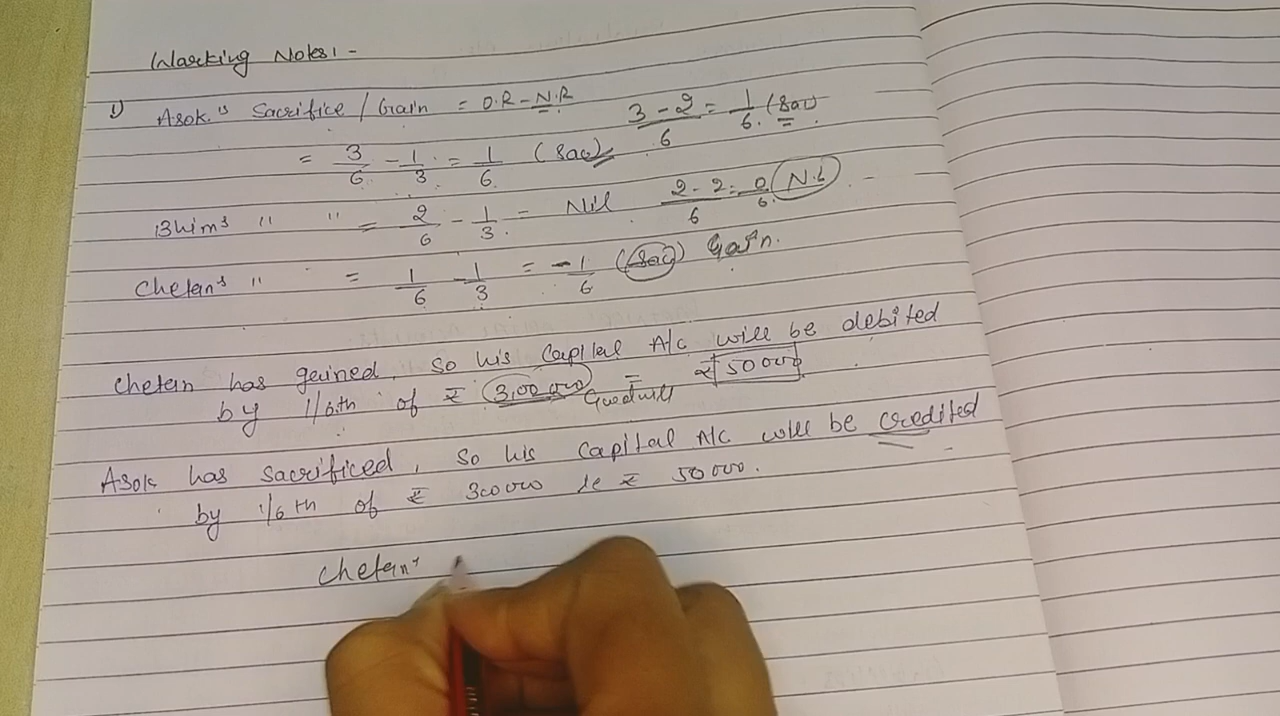 Working Notes:-
1) Asok's Sacrifice / Gain = O.R - N.R
= 3/6 - 1/3 = 1/6 (Sac) 3 - 2/6 = 1/6. (Sac)
Bhim's " " = 2/6 - 1/3. = Nil 2 - 2/6 = 0/6. (Nil)
Chetan's " = 1/6 - 1/3 = -1/6 (Sac) Gain.
Chetan has gained, so his Capital A/c will be debited
by 1/6th of ₹ 3,00,000 Goodwill = ₹ 50000
Asok has sacrificed, so his Capital A/c will be credited
by 1/6th of ₹ 300000 ie ₹ 50000.
Chetan's